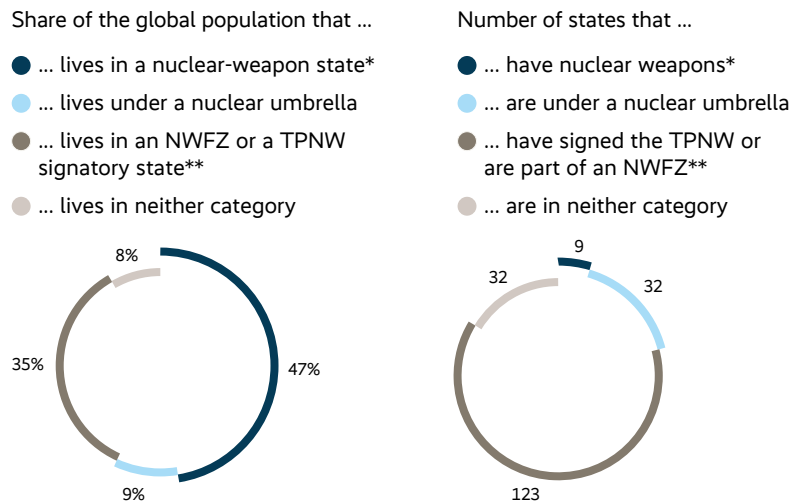 Share of the global population that ...
... lives in a nuclear-weapon state*
... lives under a nuclear umbrella
... lives in an NWFZ or a TPNW
signatory state**
... lives in neither category
8%
35%
47%
9%
Number of states that ...
... have nuclear weapons*
... are under a nuclear umbrella
... have signed the TPNW or
are part of an NWFZ**
... are in neither category
9
32
32
123